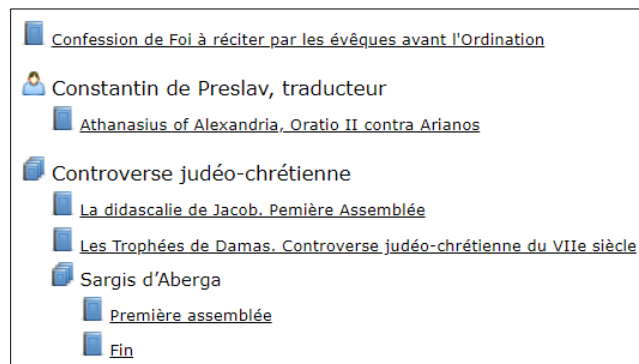 Confession de Foi à réciter par les évêques avant l'Ordination
Constantin de Preslav, traducteur
Athanasius of Alexandria, Oratio II contra Arianos
Controverse judéo-chrétienne
La didascalie de Jacob. Pemière Assemblée
Les Trophées de Damas. Controverse judéo-chrétienne du VIIe siècle
Sargis d’Aberga
Première assemblée
Fin